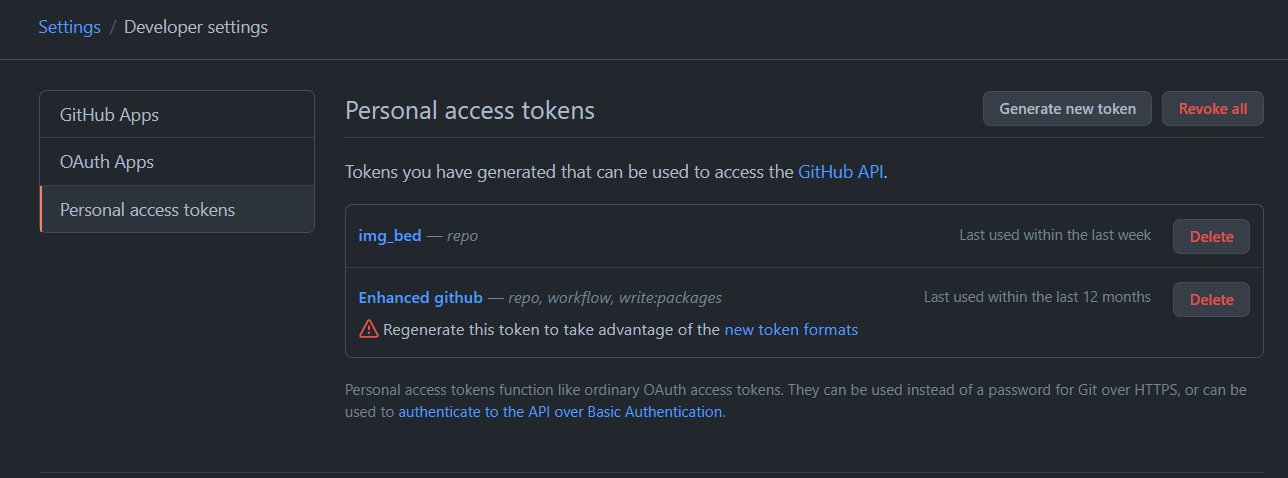 Settings / Developer settings
GitHub Apps
OAuth Apps
Personal access tokens
Personal access tokens
Generate new token
Revoke all
Tokens you have generated that can be used to access the GitHub API.
img_bed — repo
Last used within the last week
Delete
Enhanced github — repo, workflow, write:packages
Last used within the last 12 months
Delete
Regenerate this token to take advantage of the new token formats
Personal access tokens function like ordinary OAuth access tokens. They can be used instead of a password for Git over HTTPS, or can be
used to authenticate to the API over Basic Authentication.